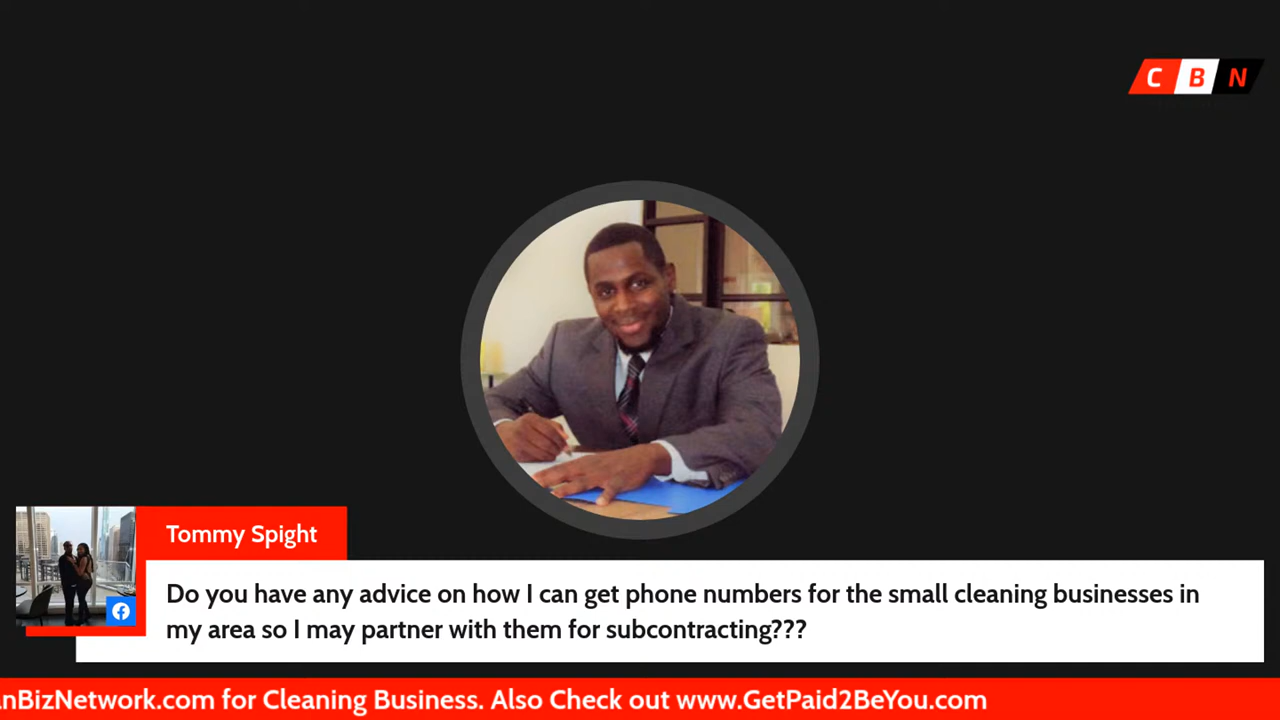 C B N
Tommy Spight
Do you have any advice on how I can get phone numbers for the small cleaning businesses in
my area so I may partner with them for subcontracting???
anBizNetwork.com for Cleaning Business. Also Check out www.GetPaid2BeYou.com